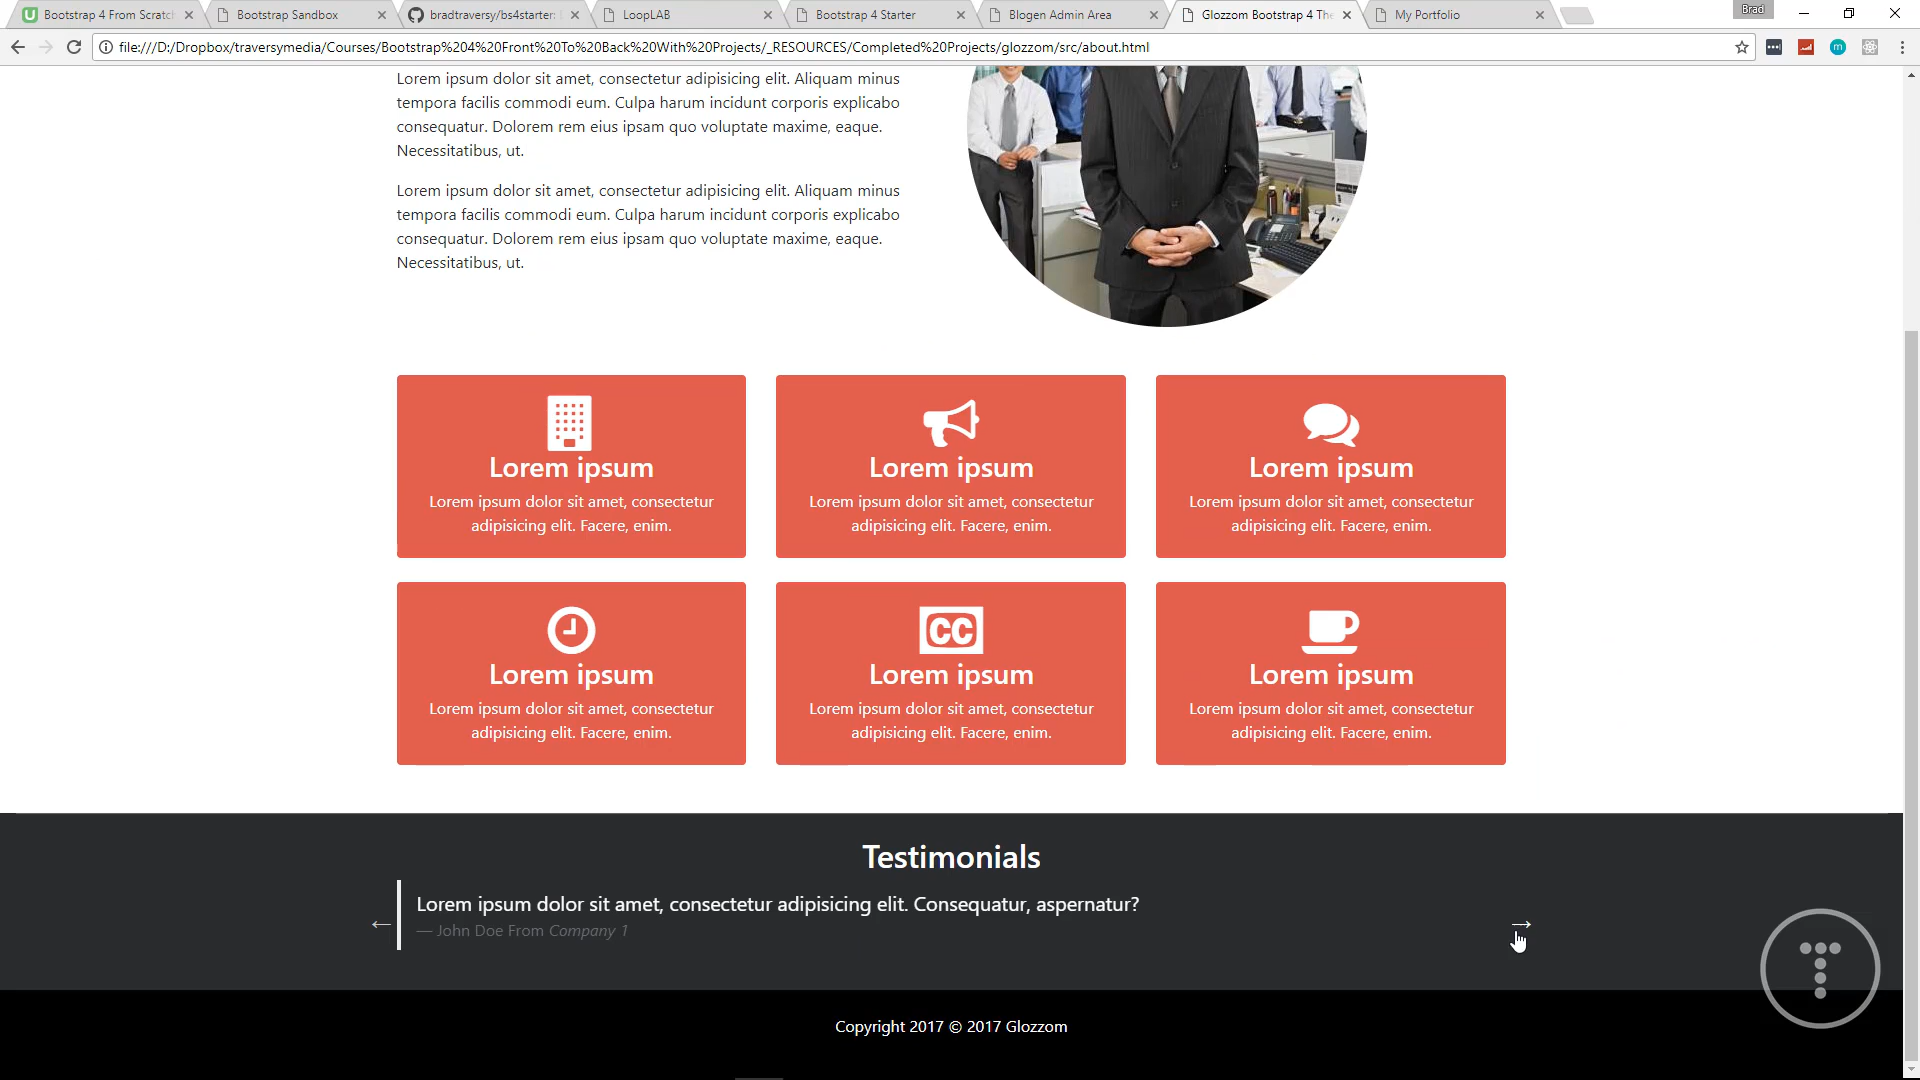 Bootstrap 4 From Scratch
Bootstrap Sandbox
bradtraversy/bs4starter:
LoopLAB
Bootstrap 4 Starter
Blogen Admin Area
Glozzom Bootstrap 4 The
My Portfolio
Brad
file:///D:/Dropbox/traversymedia/Courses/Bootstrap%204%20Front%20To%20Back%20With%20Projects/_RESOURCES/Completed%20Projects/glozzom/src/about.html
Lorem ipsum dolor sit amet, consectetur adipisicing elit. Aliquam minus
tempora facilis commodi eum. Culpa harum incidunt corporis explicabo
consequatur. Dolorem rem eius ipsam quo voluptate maxime, eaque.
Necessitatibus, ut.
Lorem ipsum dolor sit amet, consectetur adipisicing elit. Aliquam minus
tempora facilis commodi eum. Culpa harum incidunt corporis explicabo
consequatur. Dolorem rem eius ipsam quo voluptate maxime, eaque.
Necessitatibus, ut.
Lorem ipsum
Lorem ipsum dolor sit amet, consectetur
adipisicing elit. Facere, enim.
Lorem ipsum
Lorem ipsum dolor sit amet, consectetur
adipisicing elit. Facere, enim.
Lorem ipsum
Lorem ipsum dolor sit amet, consectetur
adipisicing elit. Facere, enim.
Lorem ipsum
Lorem ipsum dolor sit amet, consectetur
adipisicing elit. Facere, enim.
CC
Lorem ipsum
Lorem ipsum dolor sit amet, consectetur
adipisicing elit. Facere, enim.
Lorem ipsum
Lorem ipsum dolor sit amet, consectetur
adipisicing elit. Facere, enim.
Testimonials
Lorem ipsum dolor sit amet, consectetur adipisicing elit. Consequatur, aspernatur?
— John Doe From Company 1
Copyright 2017 © 2017 Glozzom